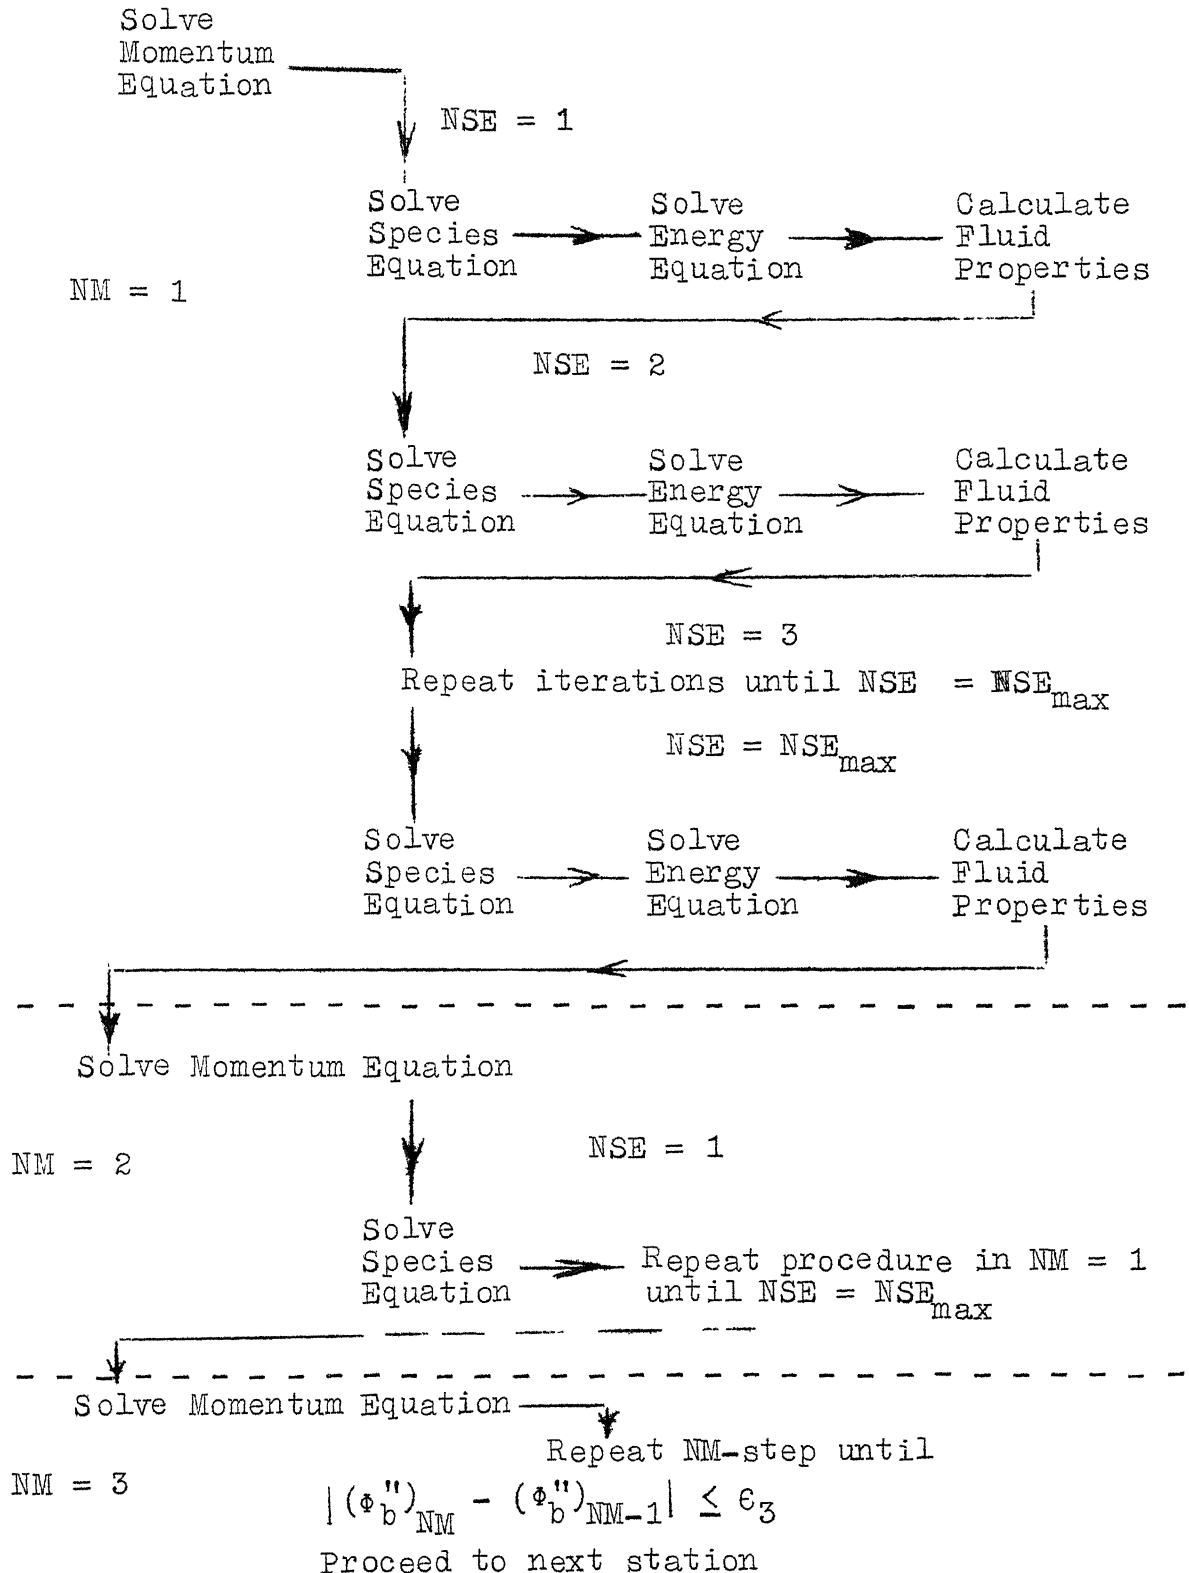 Solve
Momentum
Equation
NSE = 1
Solve
Species
Equation
Solve
Energy
Equation
Calculate
Fluid
Properties
NM = 1
NSE = 2
Solve
Species
Equation
Solve
Energy
Equation
Calculate
Fluid
Properties
NSE = 3
Repeat iterations until NSE = NSE_max
NSE = NSE_max
Solve
Species
Equation
Solve
Energy
Equation
Calculate
Fluid
Properties
Solve Momentum Equation
NM = 2
NSE = 1
Solve
Species
Equation
Repeat procedure in NM = 1
until NSE = NSE_max
Solve Momentum Equation
Repeat NM-step until
NM = 3
|(Φ_b")_NM - (Φ_b")_NM-1| ≤ ϵ_3
Proceed to next station